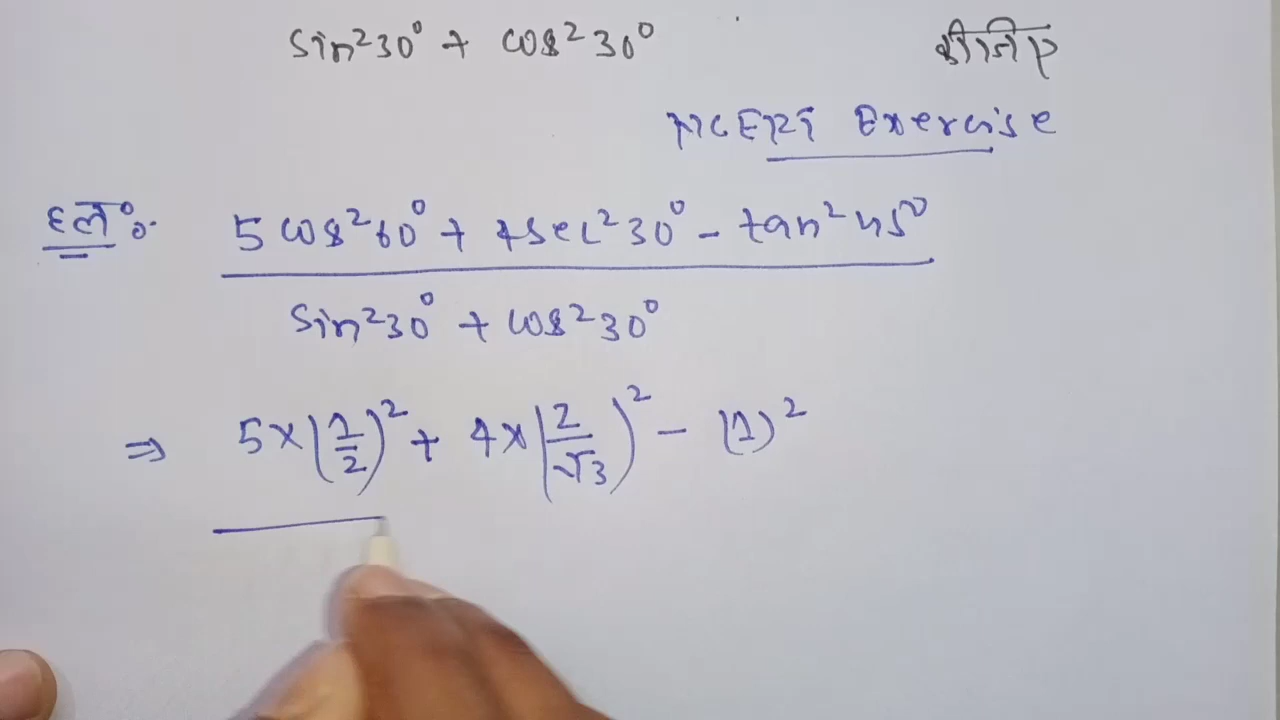 sin²30° + cos²30° कीजिए
NCERT Exercise
हल:- 5cos²60° + 4sec²30° - tan²45°
sin²30° + cos²30°
⇒ 5×(1/2)² + 4×(2/√3)² - (1)²